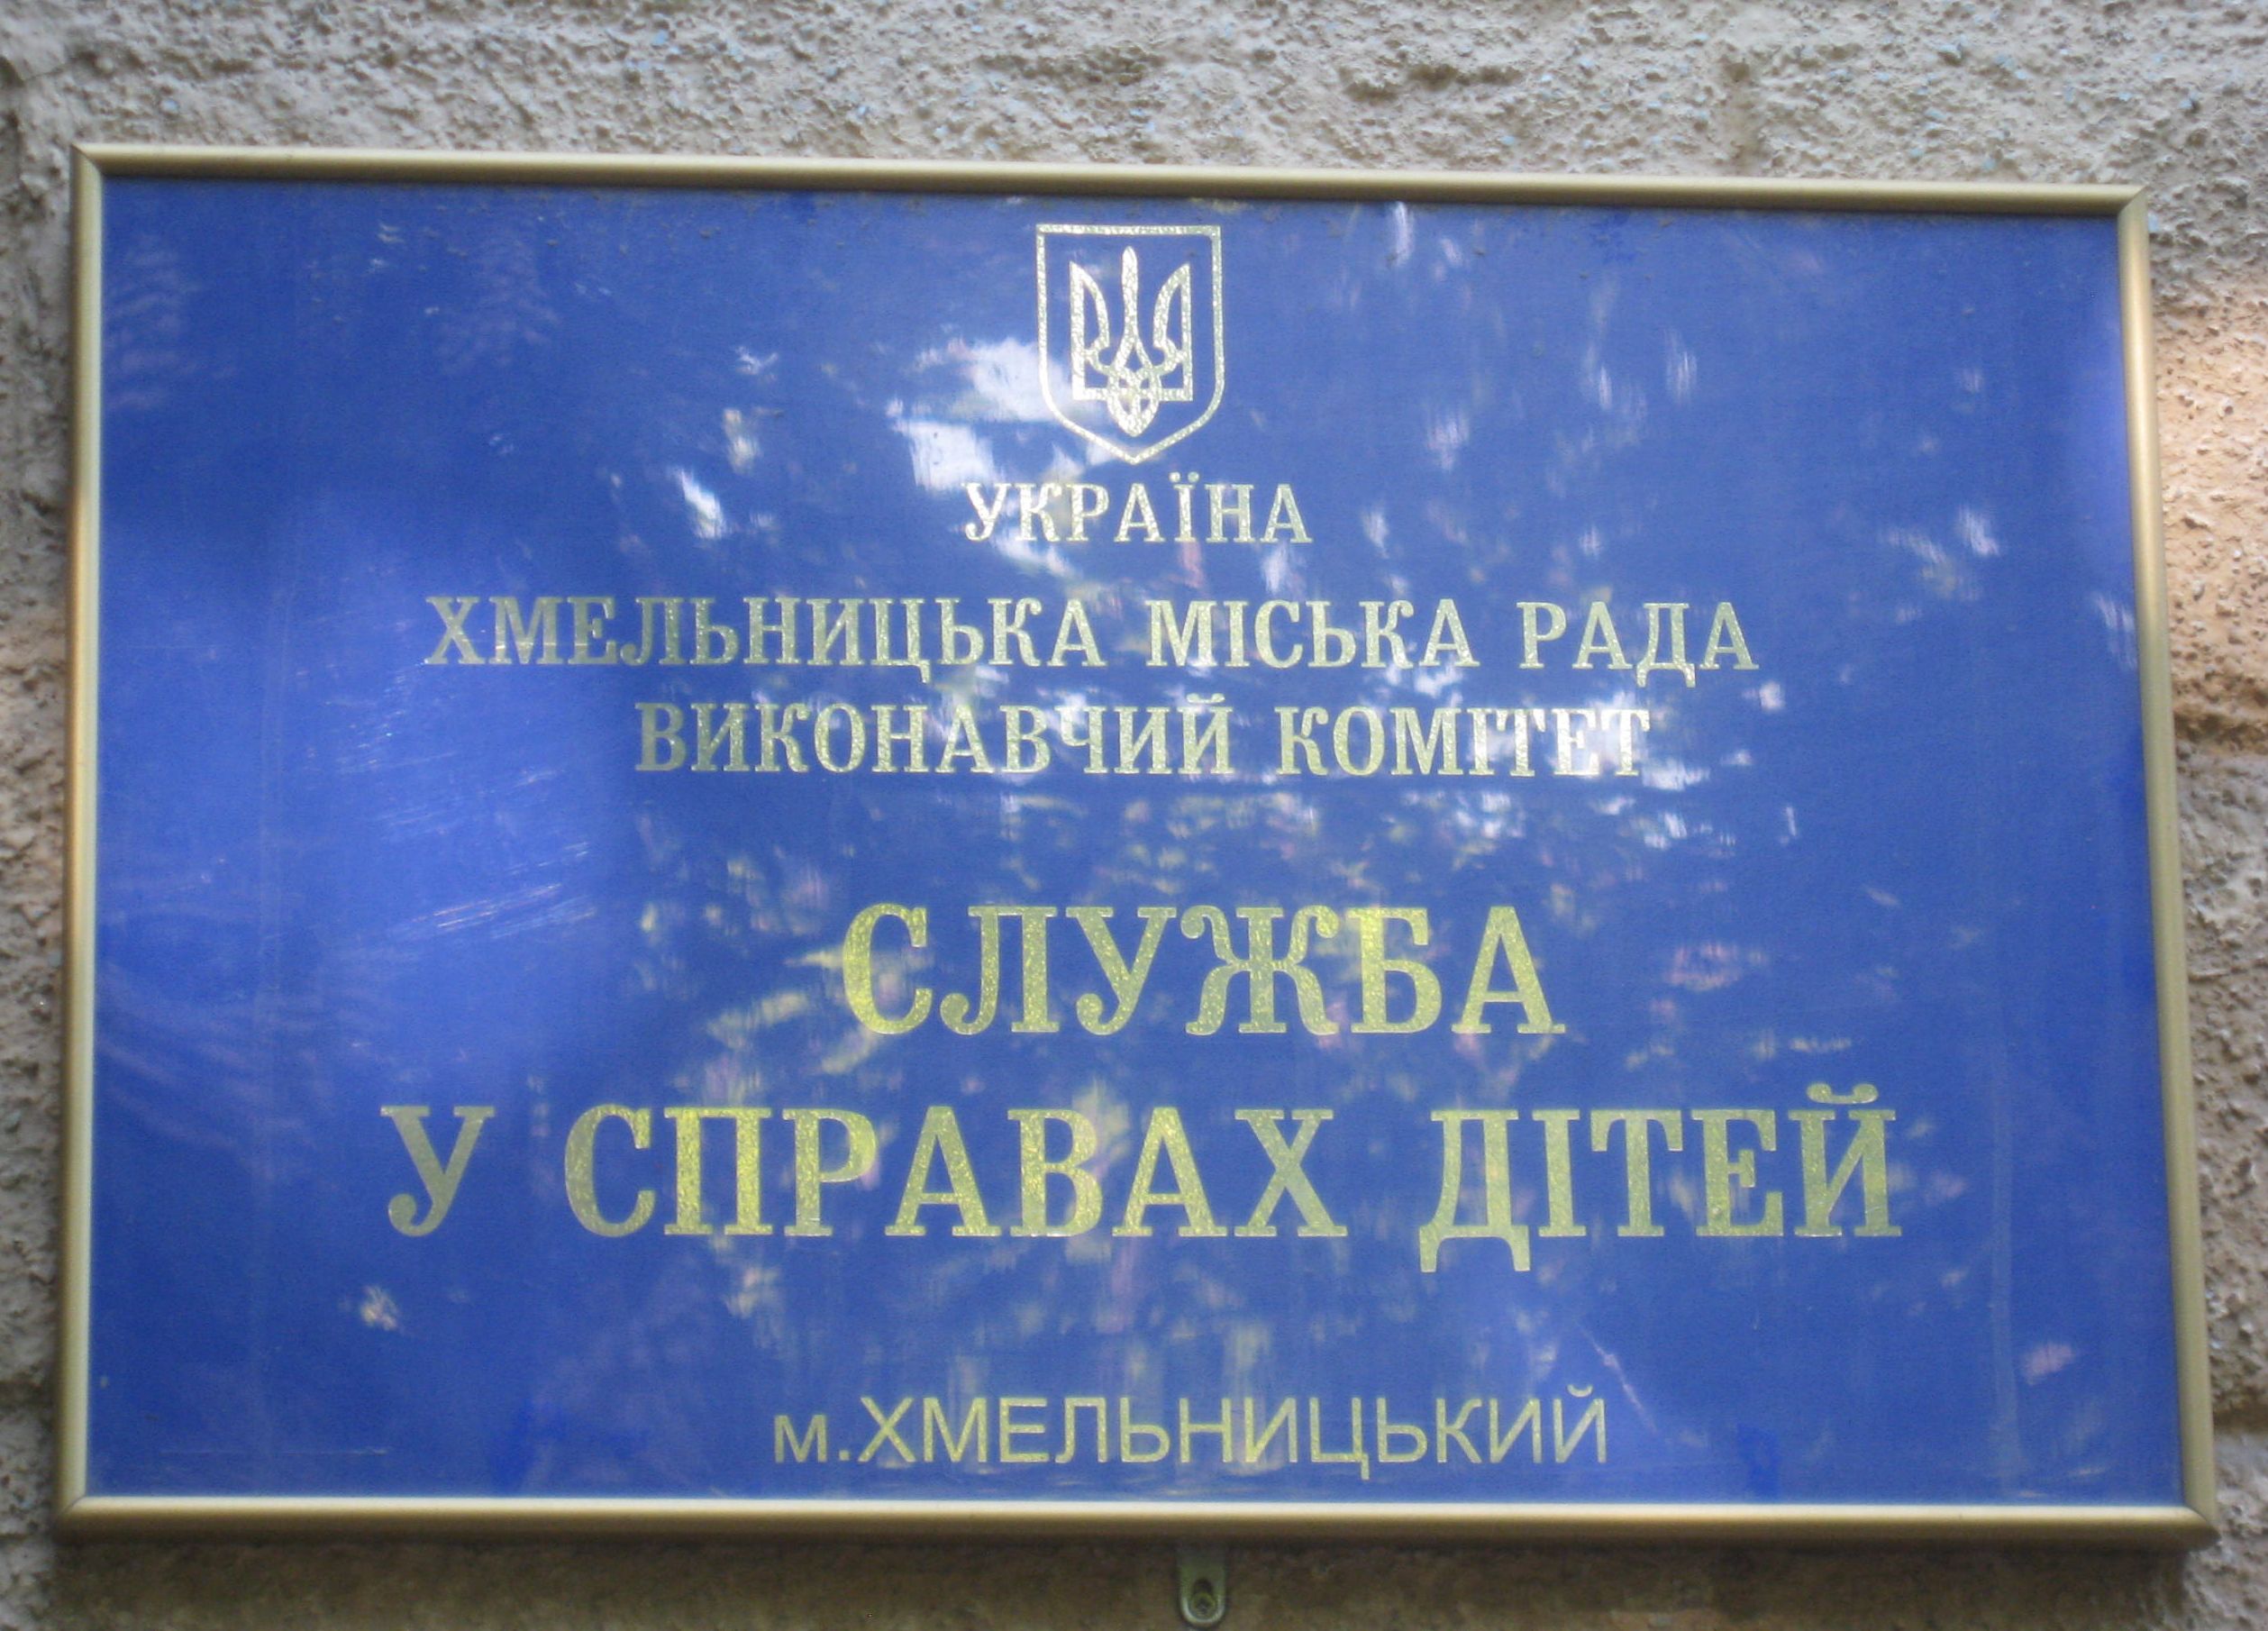 УКРАЇНА
ХМЕЛЬНИЦЬКА МІСЬКА РАДА
ВИКОНАВЧИЙ КОМІТЕТ
СЛУЖБА
У СПРАВАХ ДІТЕЙ
м.ХМЕЛЬНИЦЬКИЙ